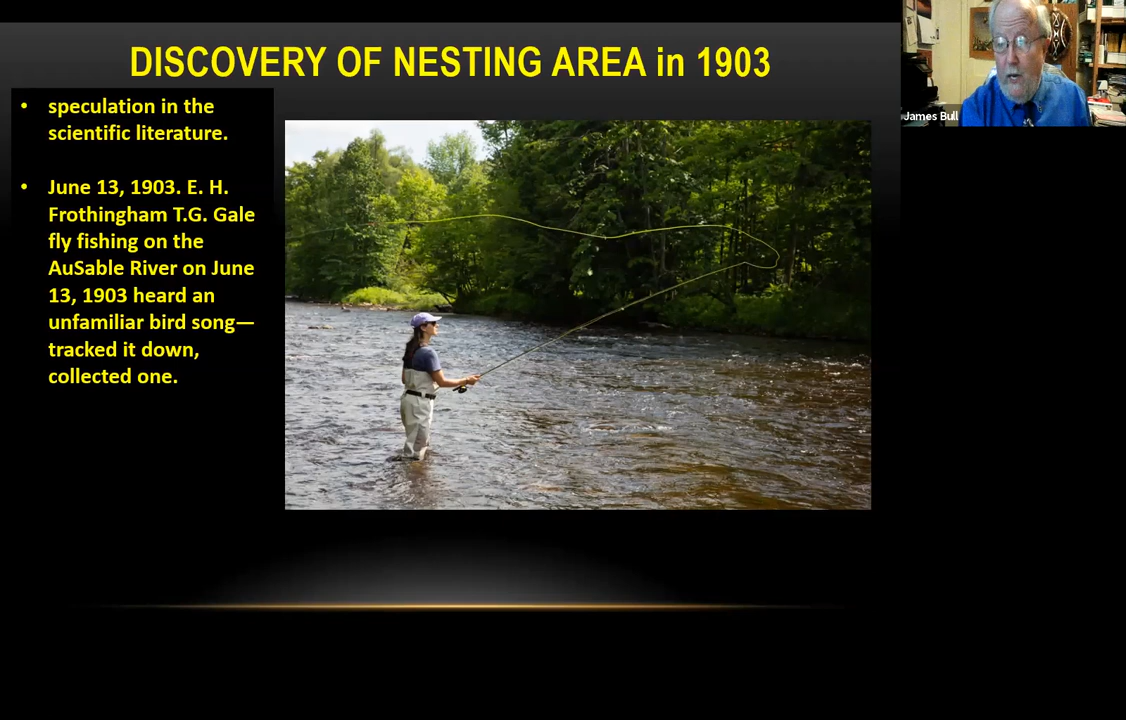 DISCOVERY OF NESTING AREA in 1903
• speculation in the
scientific literature.
• June 13, 1903. E. H.
Frothingham T.G. Gale
fly fishing on the
AuSable River on June
13, 1903 heard an
unfamiliar bird song—
tracked it down,
collected one.
James Bull